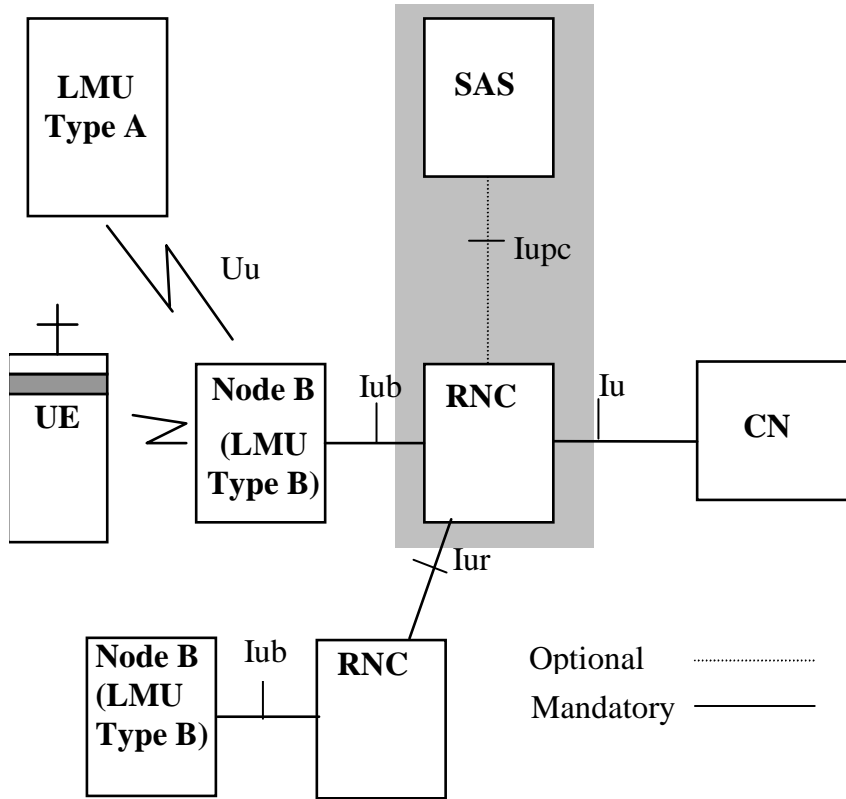 LMU
Type A
SAS
Uu
Iupc
UE
Node B
(LMU
Type B)
Iub
RNC
Iu
CN
Iur
Node B
(LMU
Type B)
Iub
RNC
Optional
Mandatory